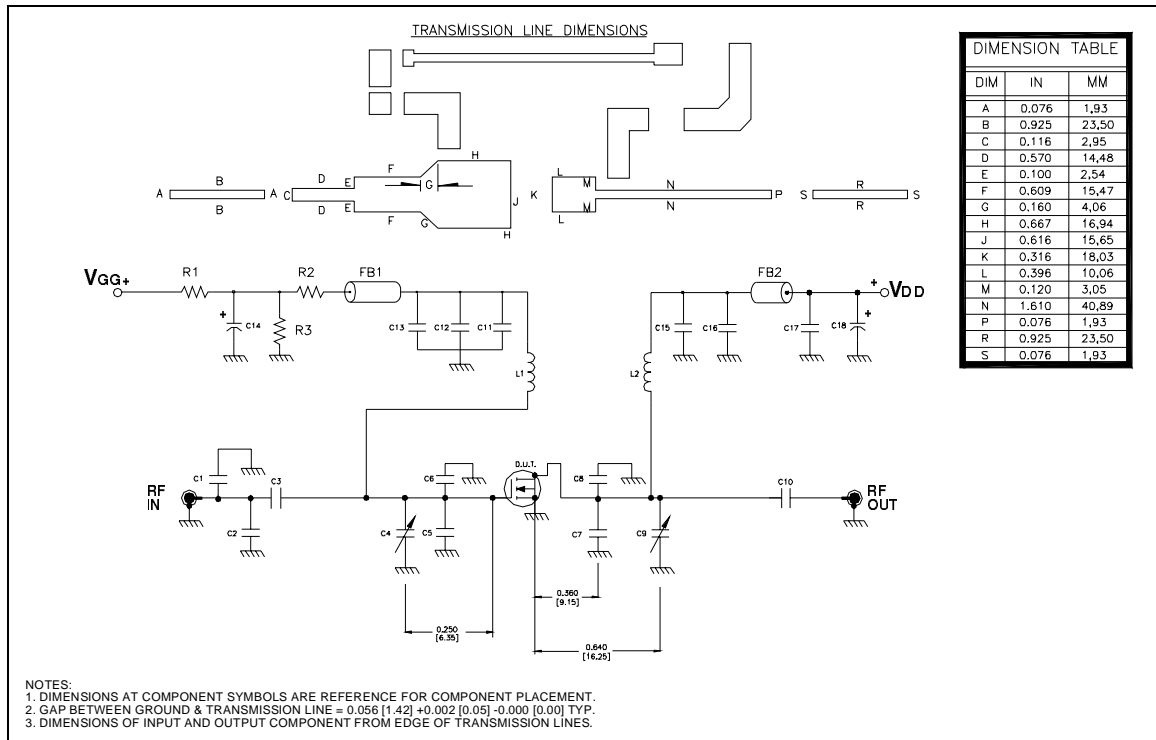 TRANSMISSION LINE DIMENSIONS
DIMENSION TABLE
DIM IN MM
A 0.076 1,93
B 0.925 23,50
C 0.116 2,95
D 0.570 14,48
E 0.100 2,54
F 0.609 15,47
G 0.160 4,06
H 0.667 16,94
J 0.616 15,65
K 0.316 18,03
L 0.396 10,06
M 0.120 3,05
N 1.610 40,89
P 0.076 1,93
R 0.925 23,50
S 0.076 1,93
H
F
D E G L M N R
B
A A C J K P S S
B
D E F G L M N R
H
VGG+ R1 R2 FB1 FB2 + VDD
+ C14 R3 C13 C12 C11 C15 C16 C17 + C18
L1 L2
D.U.T.
C1 C3 C6 C8 C10
RF IN
RF OUT
C2 C4 C5 C7 C9
0.360
[9.15]
0.250
[6.35]
0.640
[16.25]
NOTES:
1. DIMENSIONS AT COMPONENT SYMBOLS ARE REFERENCE FOR COMPONENT PLACEMENT.
2. GAP BETWEEN GROUND & TRANSMISSION LINE = 0.056 [1.42] +0.002 [0.05] -0.000 [0.00] TYP.
3. DIMENSIONS OF INPUT AND OUTPUT COMPONENT FROM EDGE OF TRANSMISSION LINES.